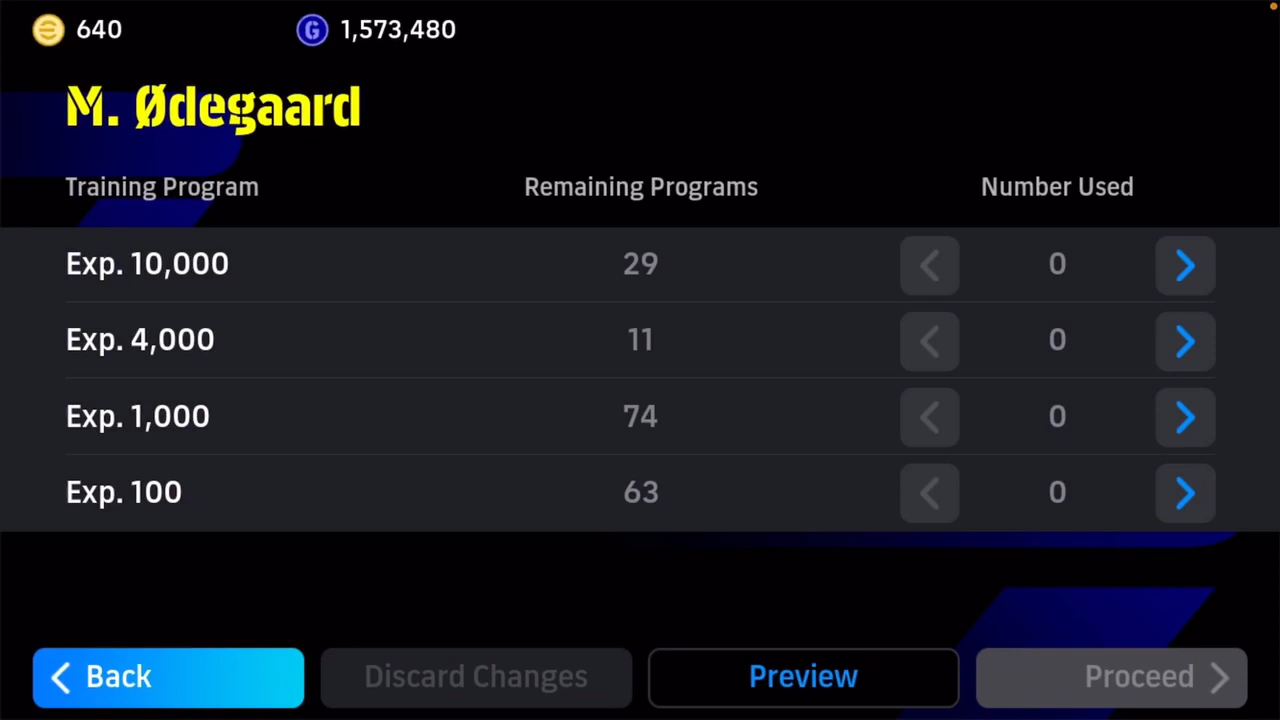 640 G 1,573,480
M. Ødegaard
Training Program Remaining Programs Number Used
Exp. 10,000 29 0
Exp. 4,000 11 0
Exp. 1,000 74 0
Exp. 100 63 0
Back Discard Changes Preview Proceed